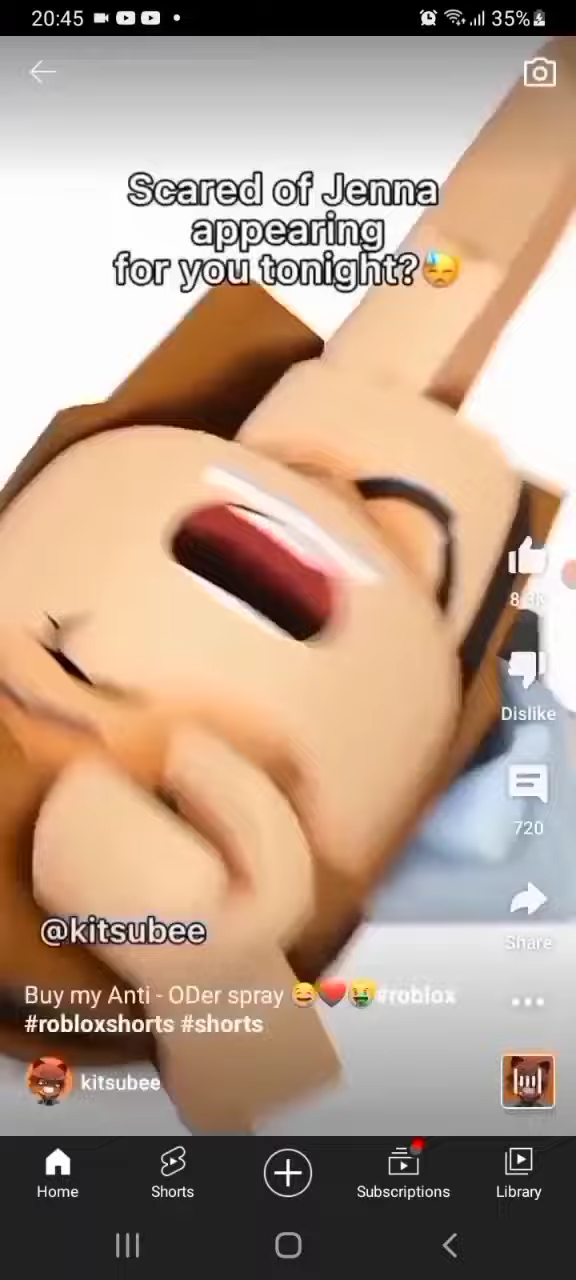 20:45
35%
Scared of Jenna
appearing
for you tonight?😓
Dislike
720
Share
@kitsubee
Buy my Anti - ODer spray 😂❤️🤑#roblox
#robloxshorts #shorts
kitsubee
Home
Shorts
Subscriptions
Library